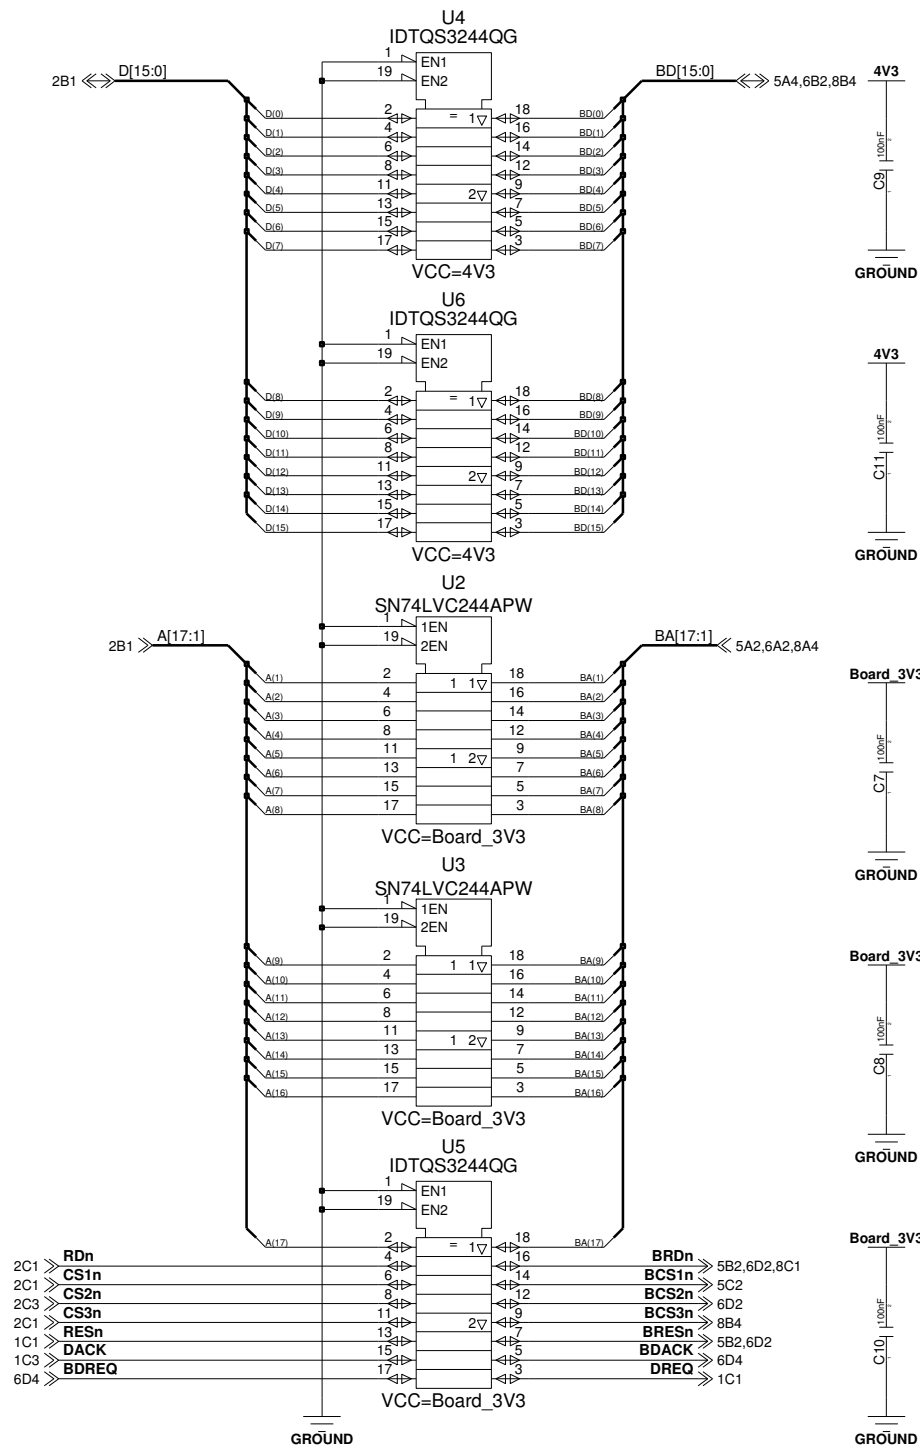 U4
IDTQS3244QG
1 EN1
19 EN2
2B1 D[15:0] BD[15:0] 5A4,6B2,8B4
D(0) 2 = 1 18 BD(0)
D(1) 4 16 BD(1)
D(2) 6 14 BD(2)
D(3) 8 12 BD(3)
D(4) 11 2 9 BD(4)
D(5) 13 7 BD(5)
D(6) 15 5 BD(6)
D(7) 17 3 BD(7)
VCC=4V3
4V3
100nF
2
C9
1
GROUND
U6
IDTQS3244QG
1 EN1
19 EN2
D(8) 2 = 1 18 BD(8)
D(9) 4 16 BD(9)
D(10) 6 14 BD(10)
D(11) 8 12 BD(11)
D(12) 11 2 9 BD(12)
D(13) 13 7 BD(13)
D(14) 15 5 BD(14)
D(15) 17 3 BD(15)
VCC=4V3
4V3
100nF
2
C11
1
GROUND
U2
SN74LVC244APW
1 1EN
19 2EN
2B1 A[17:1] BA[17:1] 5A2,6A2,8A4
A(1) 2 1 1 18 BA(1)
A(2) 4 16 BA(2)
A(3) 6 14 BA(3)
A(4) 8 12 BA(4)
A(5) 11 1 2 9 BA(5)
A(6) 13 7 BA(6)
A(7) 15 5 BA(7)
A(8) 17 3 BA(8)
VCC=Board_3V3
Board_3V3
100nF
2
C7
1
GROUND
U3
SN74LVC244APW
1 1EN
19 2EN
A(9) 2 1 1 18 BA(9)
A(10) 4 16 BA(10)
A(11) 6 14 BA(11)
A(12) 8 12 BA(12)
A(13) 11 1 2 9 BA(13)
A(14) 13 7 BA(14)
A(15) 15 5 BA(15)
A(16) 17 3 BA(16)
VCC=Board_3V3
Board_3V3
100nF
2
C8
1
GROUND
U5
IDTQS3244QG
1 EN1
19 EN2
A(17) 2 = 1 18 BA(17)
2C1 RDn 4 16 BRDn 5B2,6D2,8C1
2C1 CS1n 6 14 BCS1n 5C2
2C3 CS2n 8 12 BCS2n 6D2
2C1 CS3n 11 2 9 BCS3n 8B4
1C1 RESn 13 7 BRESn 5B2,6D2
1C3 DACK 15 5 BDACK 6D4
6D4 BDREQ 17 3 DREQ 1C1
VCC=Board_3V3
GROUND
Board_3V3
100nF
2
C10
1
GROUND